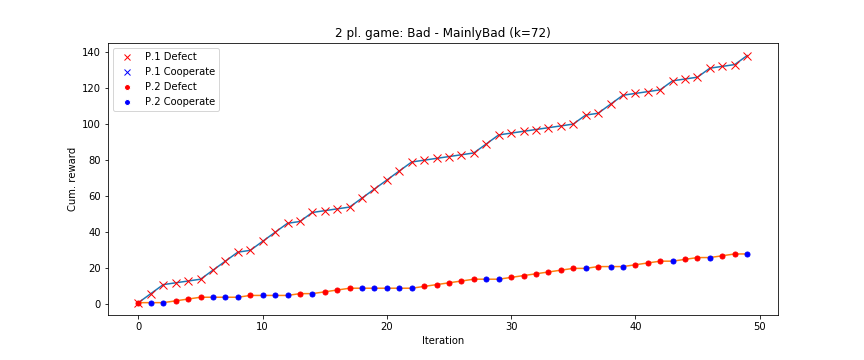 2 pl. game: Bad - MainlyBad (k=72)
P.1 Defect
P.1 Cooperate
P.2 Defect
P.2 Cooperate
Cum. reward
140
120
100
80
60
40
20
0
0 10 20 30 40 50
Iteration